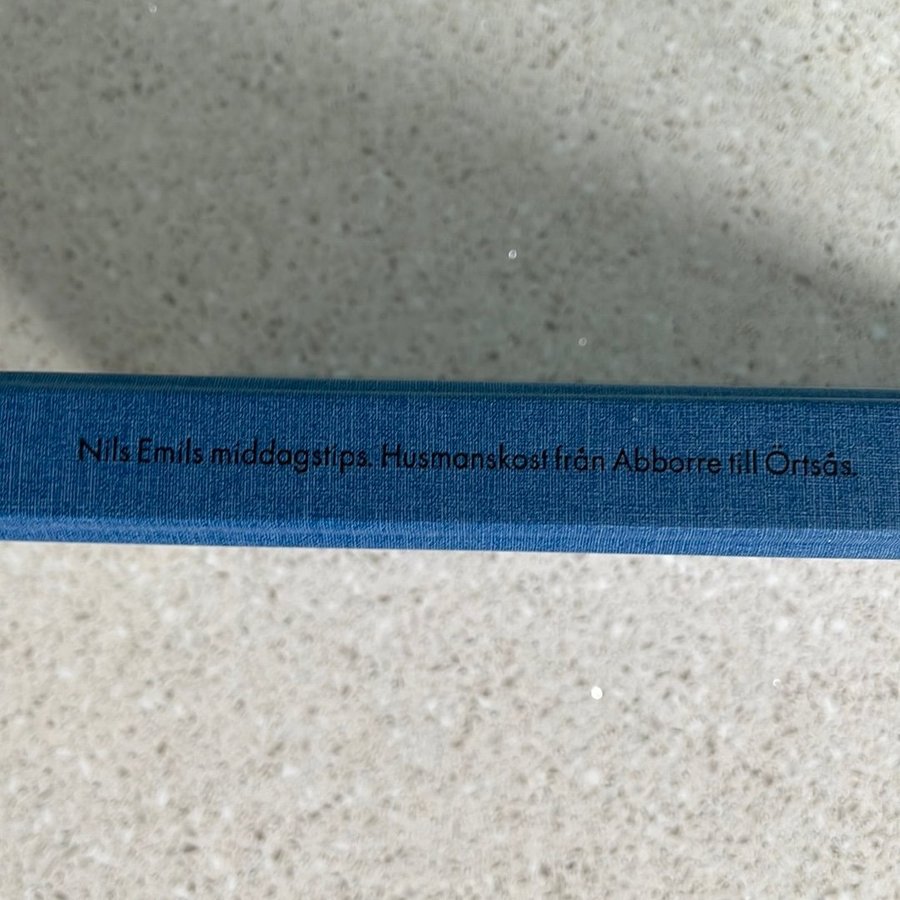 Nils Emils middagstips. Husmanskost från Abborre till Örtsås.